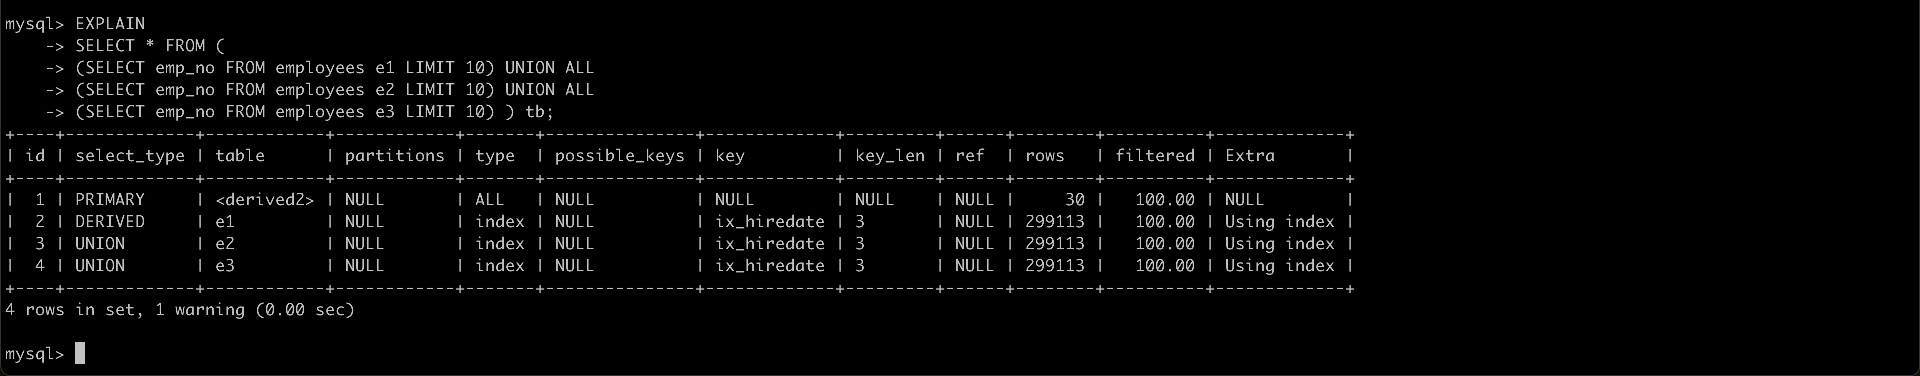 mysql> EXPLAIN
    -> SELECT * FROM (
    -> (SELECT emp_no FROM employees e1 LIMIT 10) UNION ALL
    -> (SELECT emp_no FROM employees e2 LIMIT 10) UNION ALL
    -> (SELECT emp_no FROM employees e3 LIMIT 10) ) tb;
+----+-------------+------------+------------+-------+---------------+-------------+---------+------+--------+----------+-------------+
| id | select_type | table      | partitions | type  | possible_keys | key         | key_len | ref  | rows   | filtered | Extra       |
+----+-------------+------------+------------+-------+---------------+-------------+---------+------+--------+----------+-------------+
|  1 | PRIMARY     | <derived2> | NULL       | ALL   | NULL          | NULL        | NULL    | NULL |     30 |   100.00 | NULL        |
|  2 | DERIVED     | e1         | NULL       | index | NULL          | ix_hiredate | 3       | NULL | 299113 |   100.00 | Using index |
|  3 | UNION       | e2         | NULL       | index | NULL          | ix_hiredate | 3       | NULL | 299113 |   100.00 | Using index |
|  4 | UNION       | e3         | NULL       | index | NULL          | ix_hiredate | 3       | NULL | 299113 |   100.00 | Using index |
+----+-------------+------------+------------+-------+---------------+-------------+---------+------+--------+----------+-------------+
4 rows in set, 1 warning (0.00 sec)
mysql>